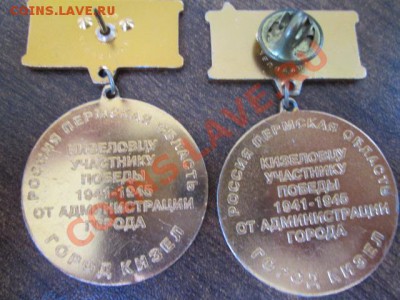 COINS.LAVE.RU
РОССИЯ ПЕРМСКАЯ ОБЛАСТЬ
КИЗЕЛОВЦУ
УЧАСТНИКУ
ПОБЕДЫ
1941-1945
ОТ АДМИНИСТРАЦИИ
ГОРОДА
ГОРОД КИЗЕЛ
РОССИЯ ПЕРМСКАЯ ОБЛАСТЬ
КИЗЕЛОВЦУ
УЧАСТНИКУ
ПОБЕДЫ
1941-1945
ОТ АДМИНИСТРАЦИИ
ГОРОДА
ГОРОД КИЗЕЛ
COINS.LAVE.RU